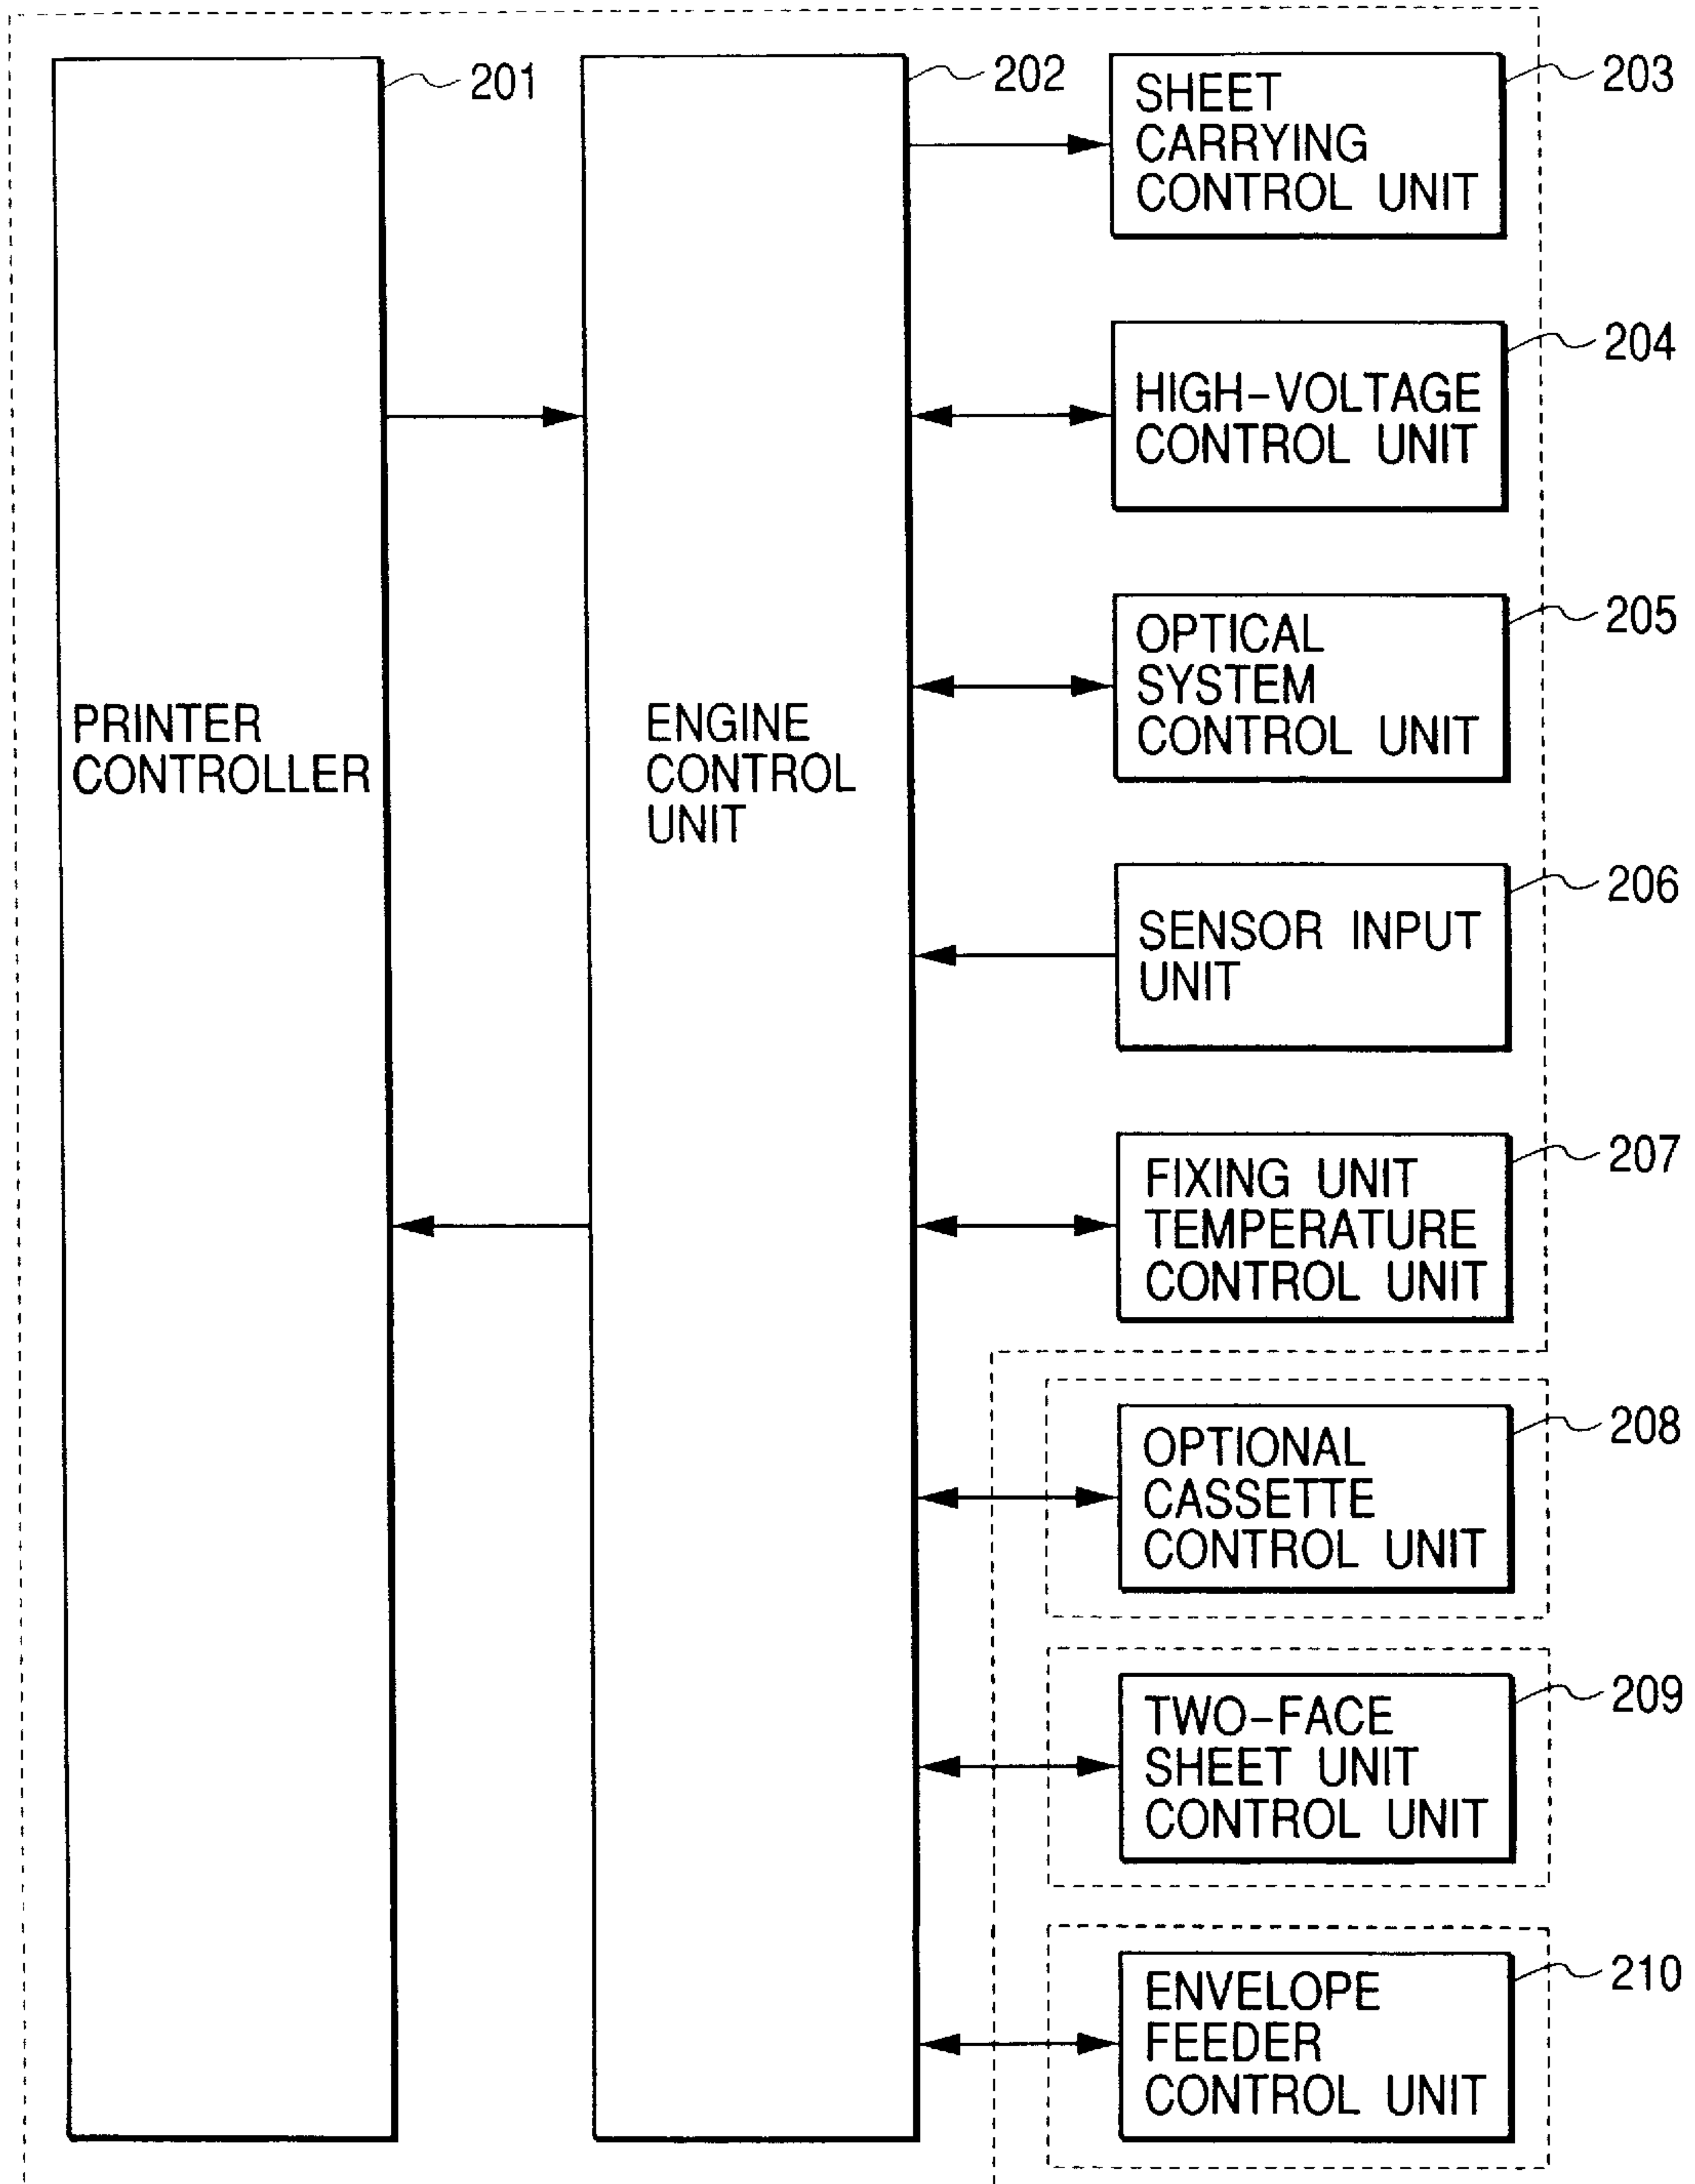 201
202
203
SHEET
CARRYING
CONTROL UNIT
204
HIGH-VOLTAGE
CONTROL UNIT
205
OPTICAL
SYSTEM
CONTROL UNIT
PRINTER
CONTROLLER
ENGINE
CONTROL
UNIT
206
SENSOR INPUT
UNIT
207
FIXING UNIT
TEMPERATURE
CONTROL UNIT
208
OPTIONAL
CASSETTE
CONTROL UNIT
209
TWO-FACE
SHEET UNIT
CONTROL UNIT
210
ENVELOPE
FEEDER
CONTROL UNIT